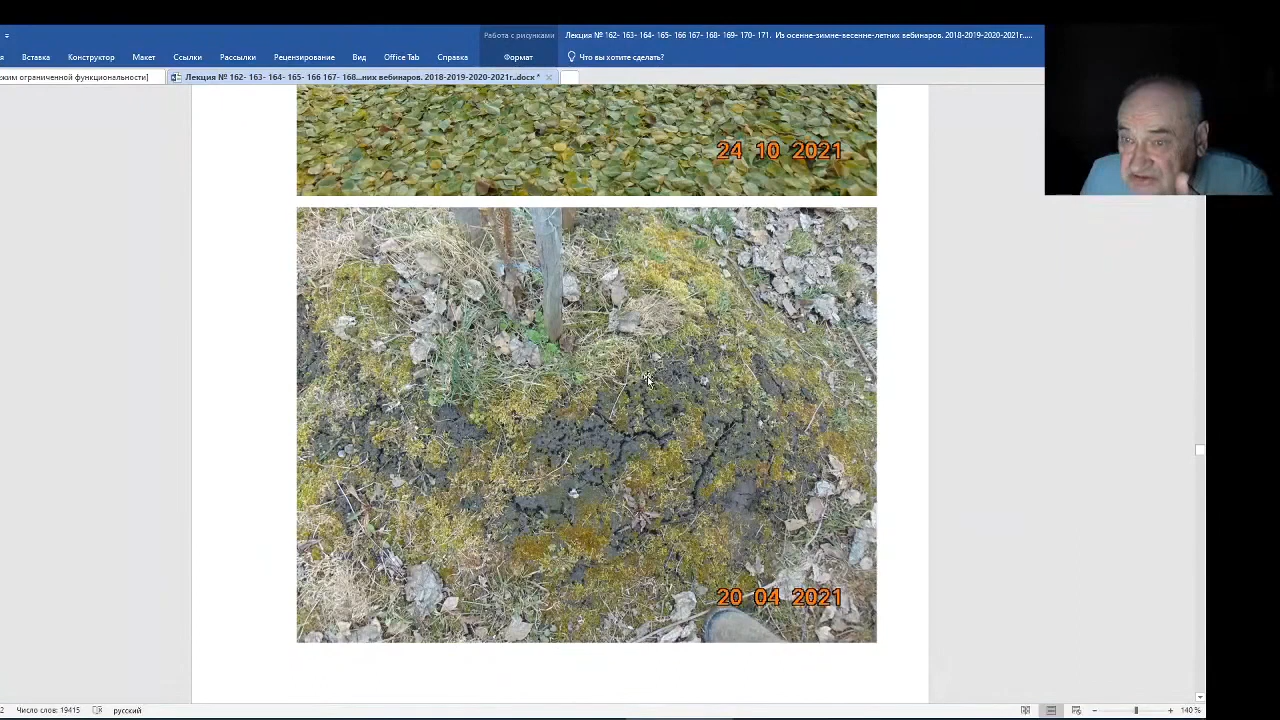 Работа с рисунками
Лекция № 162- 163- 164- 165- 166 167- 168- 169- 170- 171. Из осенне-зимне-весенне-летних вебинаров. 2018-2019-2020-2021г.....
Вставка Конструктор Макет Ссылки Рассылки Рецензирование Вид Office Tab Справка Формат Что вы хотите сделать?
ограниченной функциональности] Лекция № 162- 163- 164- 165- 166 167- 168...них вебинаров. 2018-2019-2020-2021г..docx *
24 10 2021
20 04 2021
2 Число слов: 19415 русский 140 %